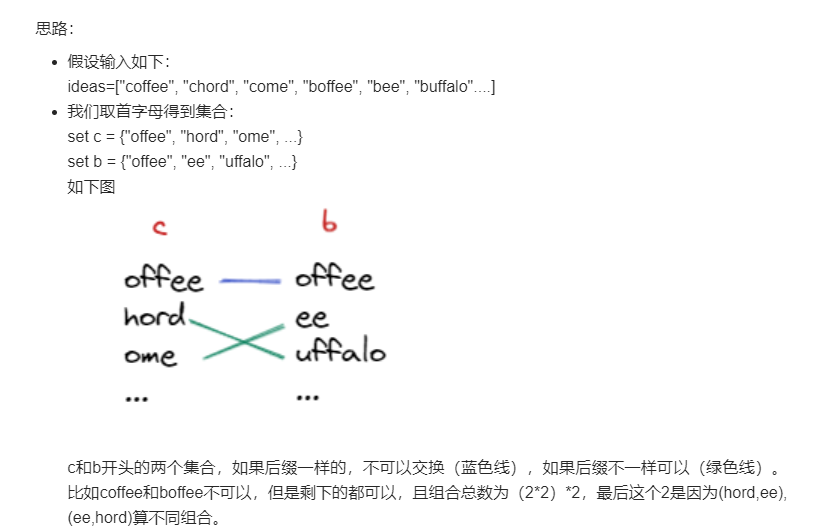 思路：
• 假设输入如下：
ideas=["coffee", "chord", "come", "boffee", "bee", "buffalo"....]
• 我们取首字母得到集合：
set c = {"offee", "hord", "ome", ...}
set b = {"offee", "ee", "uffalo", ...}
如下图
c b
offee offee
hord ee
ome uffalo
... ...
c和b开头的两个集合，如果后缀一样的，不可以交换（蓝色线），如果后缀不一样可以（绿色线）。
比如coffee和boffee不可以，但是剩下的都可以，且组合总数为（2*2）*2，最后这个2是因为(hord,ee),
(ee,hord)算不同组合。